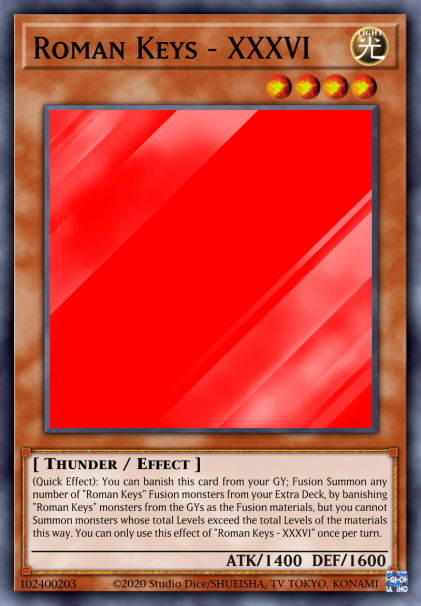 Roman Keys - XXXVI
LIGHT
光
[ Thunder / Effect ]
(Quick Effect): You can banish this card from your GY; Fusion Summon any
number of "Roman Keys" Fusion monsters from your Extra Deck, by banishing
"Roman Keys" monsters from the GYs as the Fusion materials, but you cannot
Summon monsters whose total Levels exceed the total Levels of the materials
this way. You can only use this effect of "Roman Keys - XXXVI" once per turn.
ATK/1400 DEF/1600
102400203 ©2020 Studio Dice/SHUEISHA, TV TOKYO, KONAMI